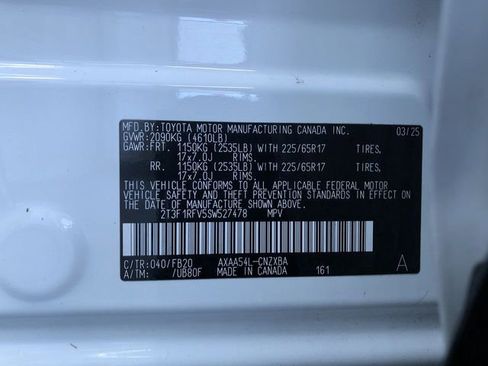 MFD.BY:TOYOTA MOTOR MANUFACTURING CANADA INC. 03/25
GVWR:2090KG (4610LB)
GAWR:FRT. 1150KG (2535LB) WITH 225/65R17 TIRES,
17x7.0J RIMS.
RR. 1150KG (2535LB) WITH 225/65R17 TIRES,
17x7.0J RIMS.
THIS VEHICLE CONFORMS TO ALL APPLICABLE FEDERAL MOTOR
VEHICLE SAFETY AND THEFT PREVENTION STANDARDS IN EFFECT ON
THE DATE OF MANUFACTURE SHOWN ABOVE.
2T3F1RFV5SW527478 MPV
C/TR:040/FB20 AXAA54L-CNZXBA
A/TM: /UB80F MADE IN CANADA 161 A